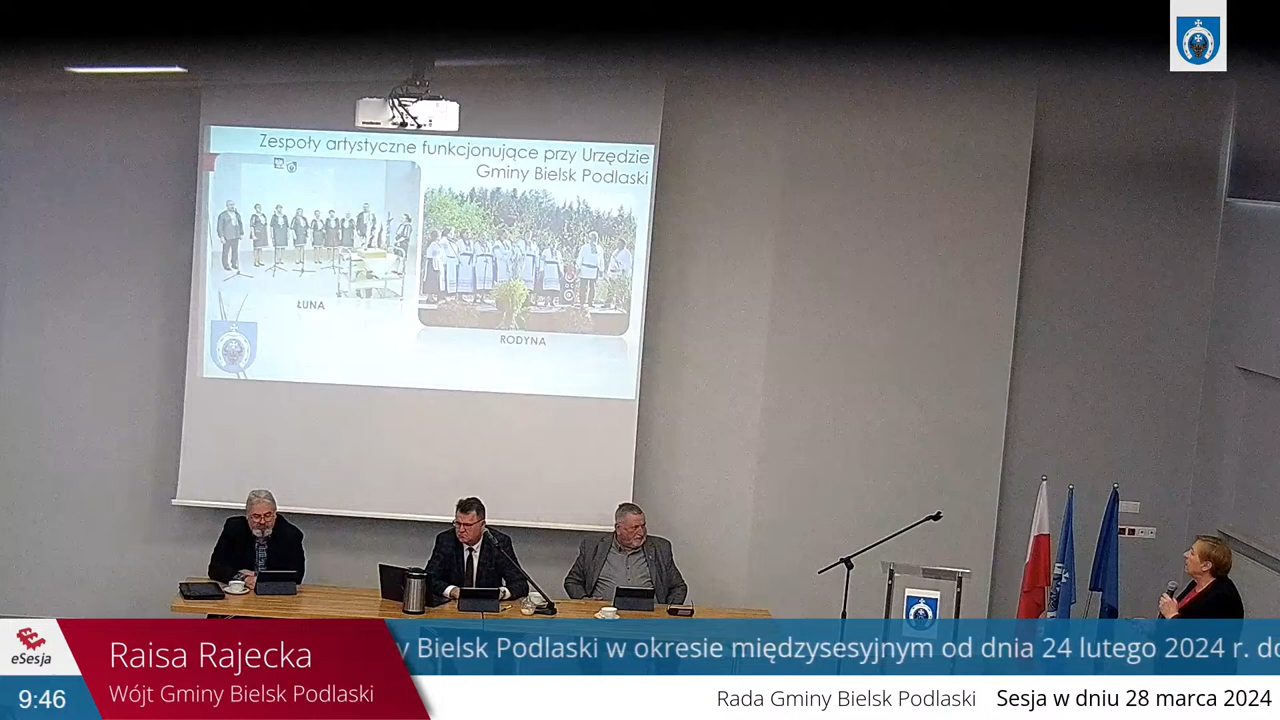 Zespoły artystyczne funkcjonujące przy Urzędzie
Gminy Bielsk Podlaski
ŁUNA
RODYNA
eSesja
9:46
Raisa Rajecka
Wójt Gminy Bielsk Podlaski
y Bielsk Podlaski w okresie międzysesyjnym od dnia 24 lutego 2024 r. do
Rada Gminy Bielsk Podlaski Sesja w dniu 28 marca 2024